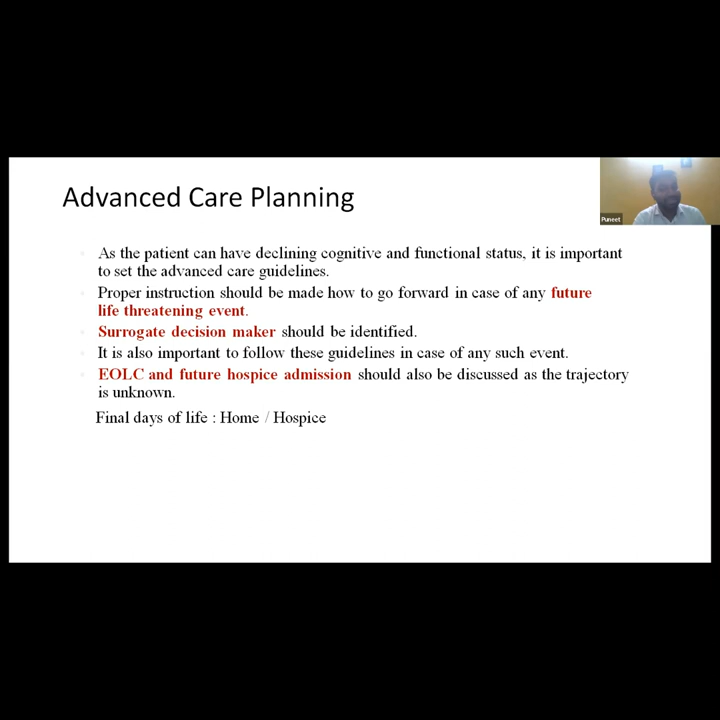 Advanced Care Planning
Puneet
As the patient can have declining cognitive and functional status, it is important
to set the advanced care guidelines.
Proper instruction should be made how to go forward in case of any future
life threatening event.
Surrogate decision maker should be identified.
It is also important to follow these guidelines in case of any such event.
EOLC and future hospice admission should also be discussed as the trajectory
is unknown.
Final days of life : Home / Hospice